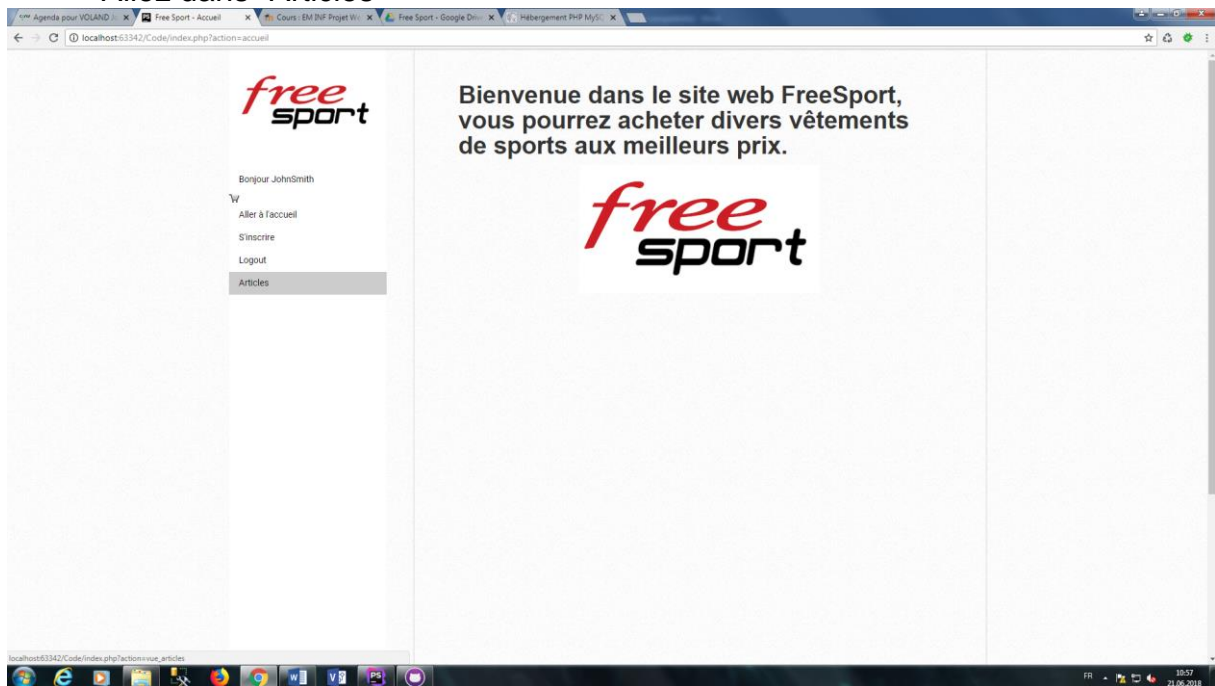 Allez dans "Articles"
Agenda pour VOLAND
Free Sport - Accueil
Cours : EM INF Projet We
Free Sport - Google Driv
Hébergement PHP MySQ
localhost:63342/Code/index.php?action=accueil
free
sport
Bonjour JohnSmith
Aller à l'accueil
S'inscrire
Logout
Articles
Bienvenue dans le site web FreeSport,
vous pourrez acheter divers vêtements
de sports aux meilleurs prix.
free
sport
localhost:63342/Code/index.php?action=vue_articles
FR
10:57
21.06.2018